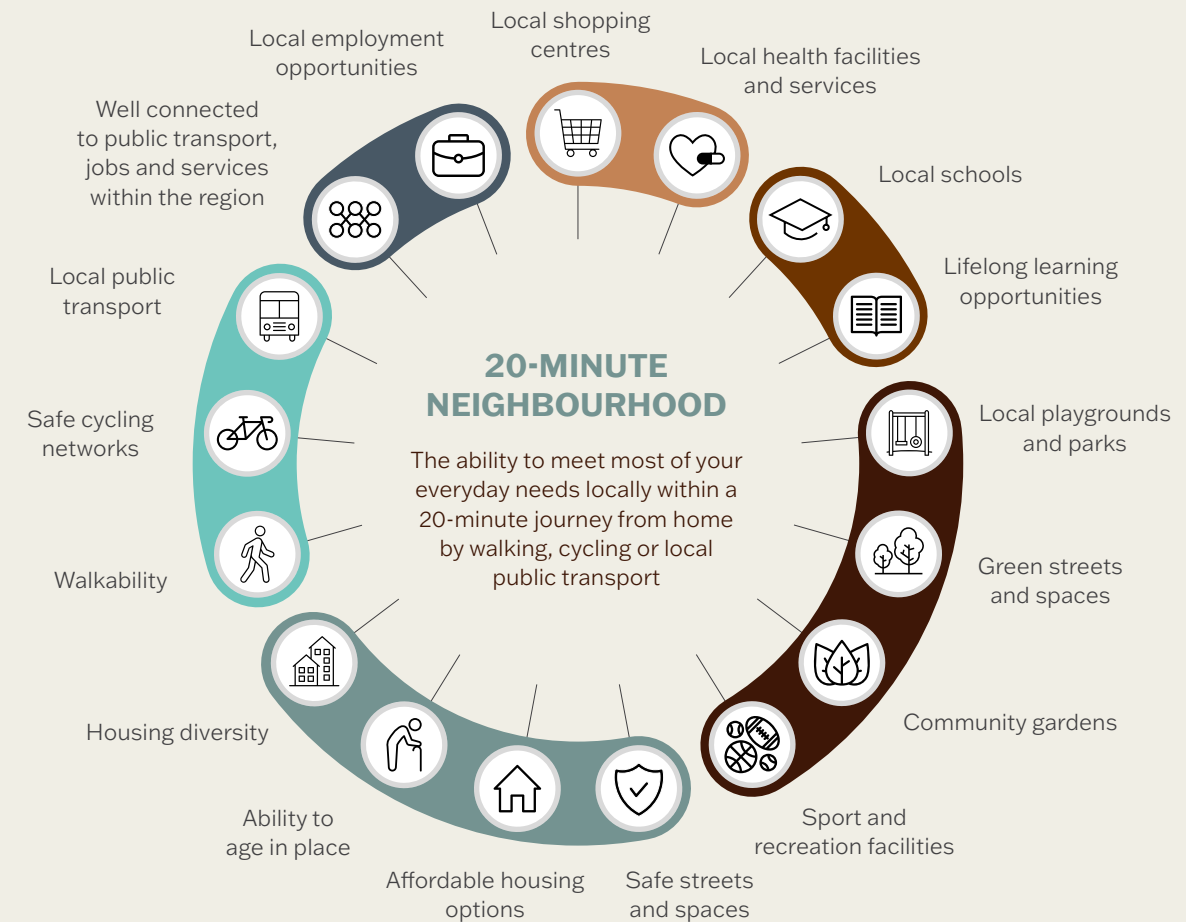 Local shopping
centres
Local health facilities
and services
Local schools
Lifelong learning
opportunities
Local playgrounds
and parks
Green streets
and spaces
Community gardens
Sport and
recreation facilities
Safe streets
and spaces
Affordable housing
options
Ability to
age in place
Housing diversity
Walkability
Safe cycling
networks
Local public
transport
Well connected
to public transport,
jobs and services
within the region
Local employment
opportunities
20-MINUTE
NEIGHBOURHOOD
The ability to meet most of your
everyday needs locally within a
20-minute journey from home
by walking, cycling or local
public transport